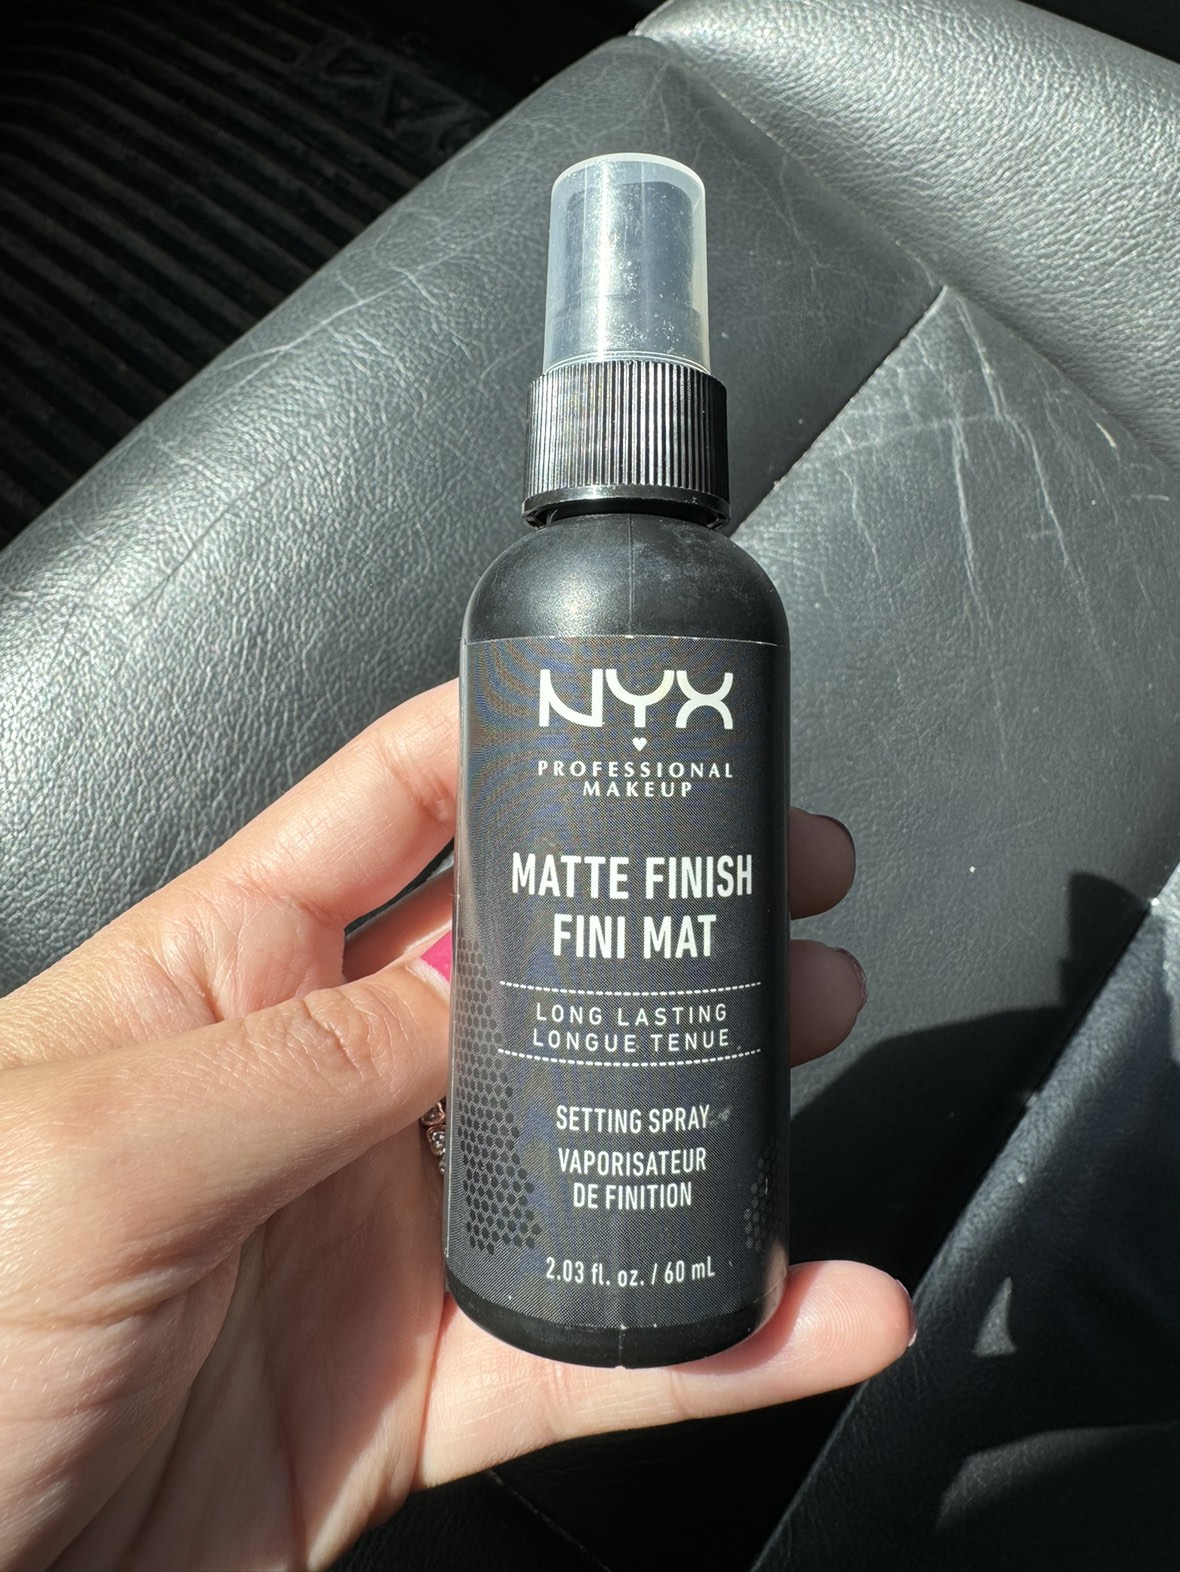 NYX
PROFESSIONAL
MAKEUP
MATTE FINISH
FINI MAT
LONG LASTING
LONGUE TENUE
SETTING SPRAY
VAPORISATEUR
DE FINITION
2.03 fl. oz. / 60 mL